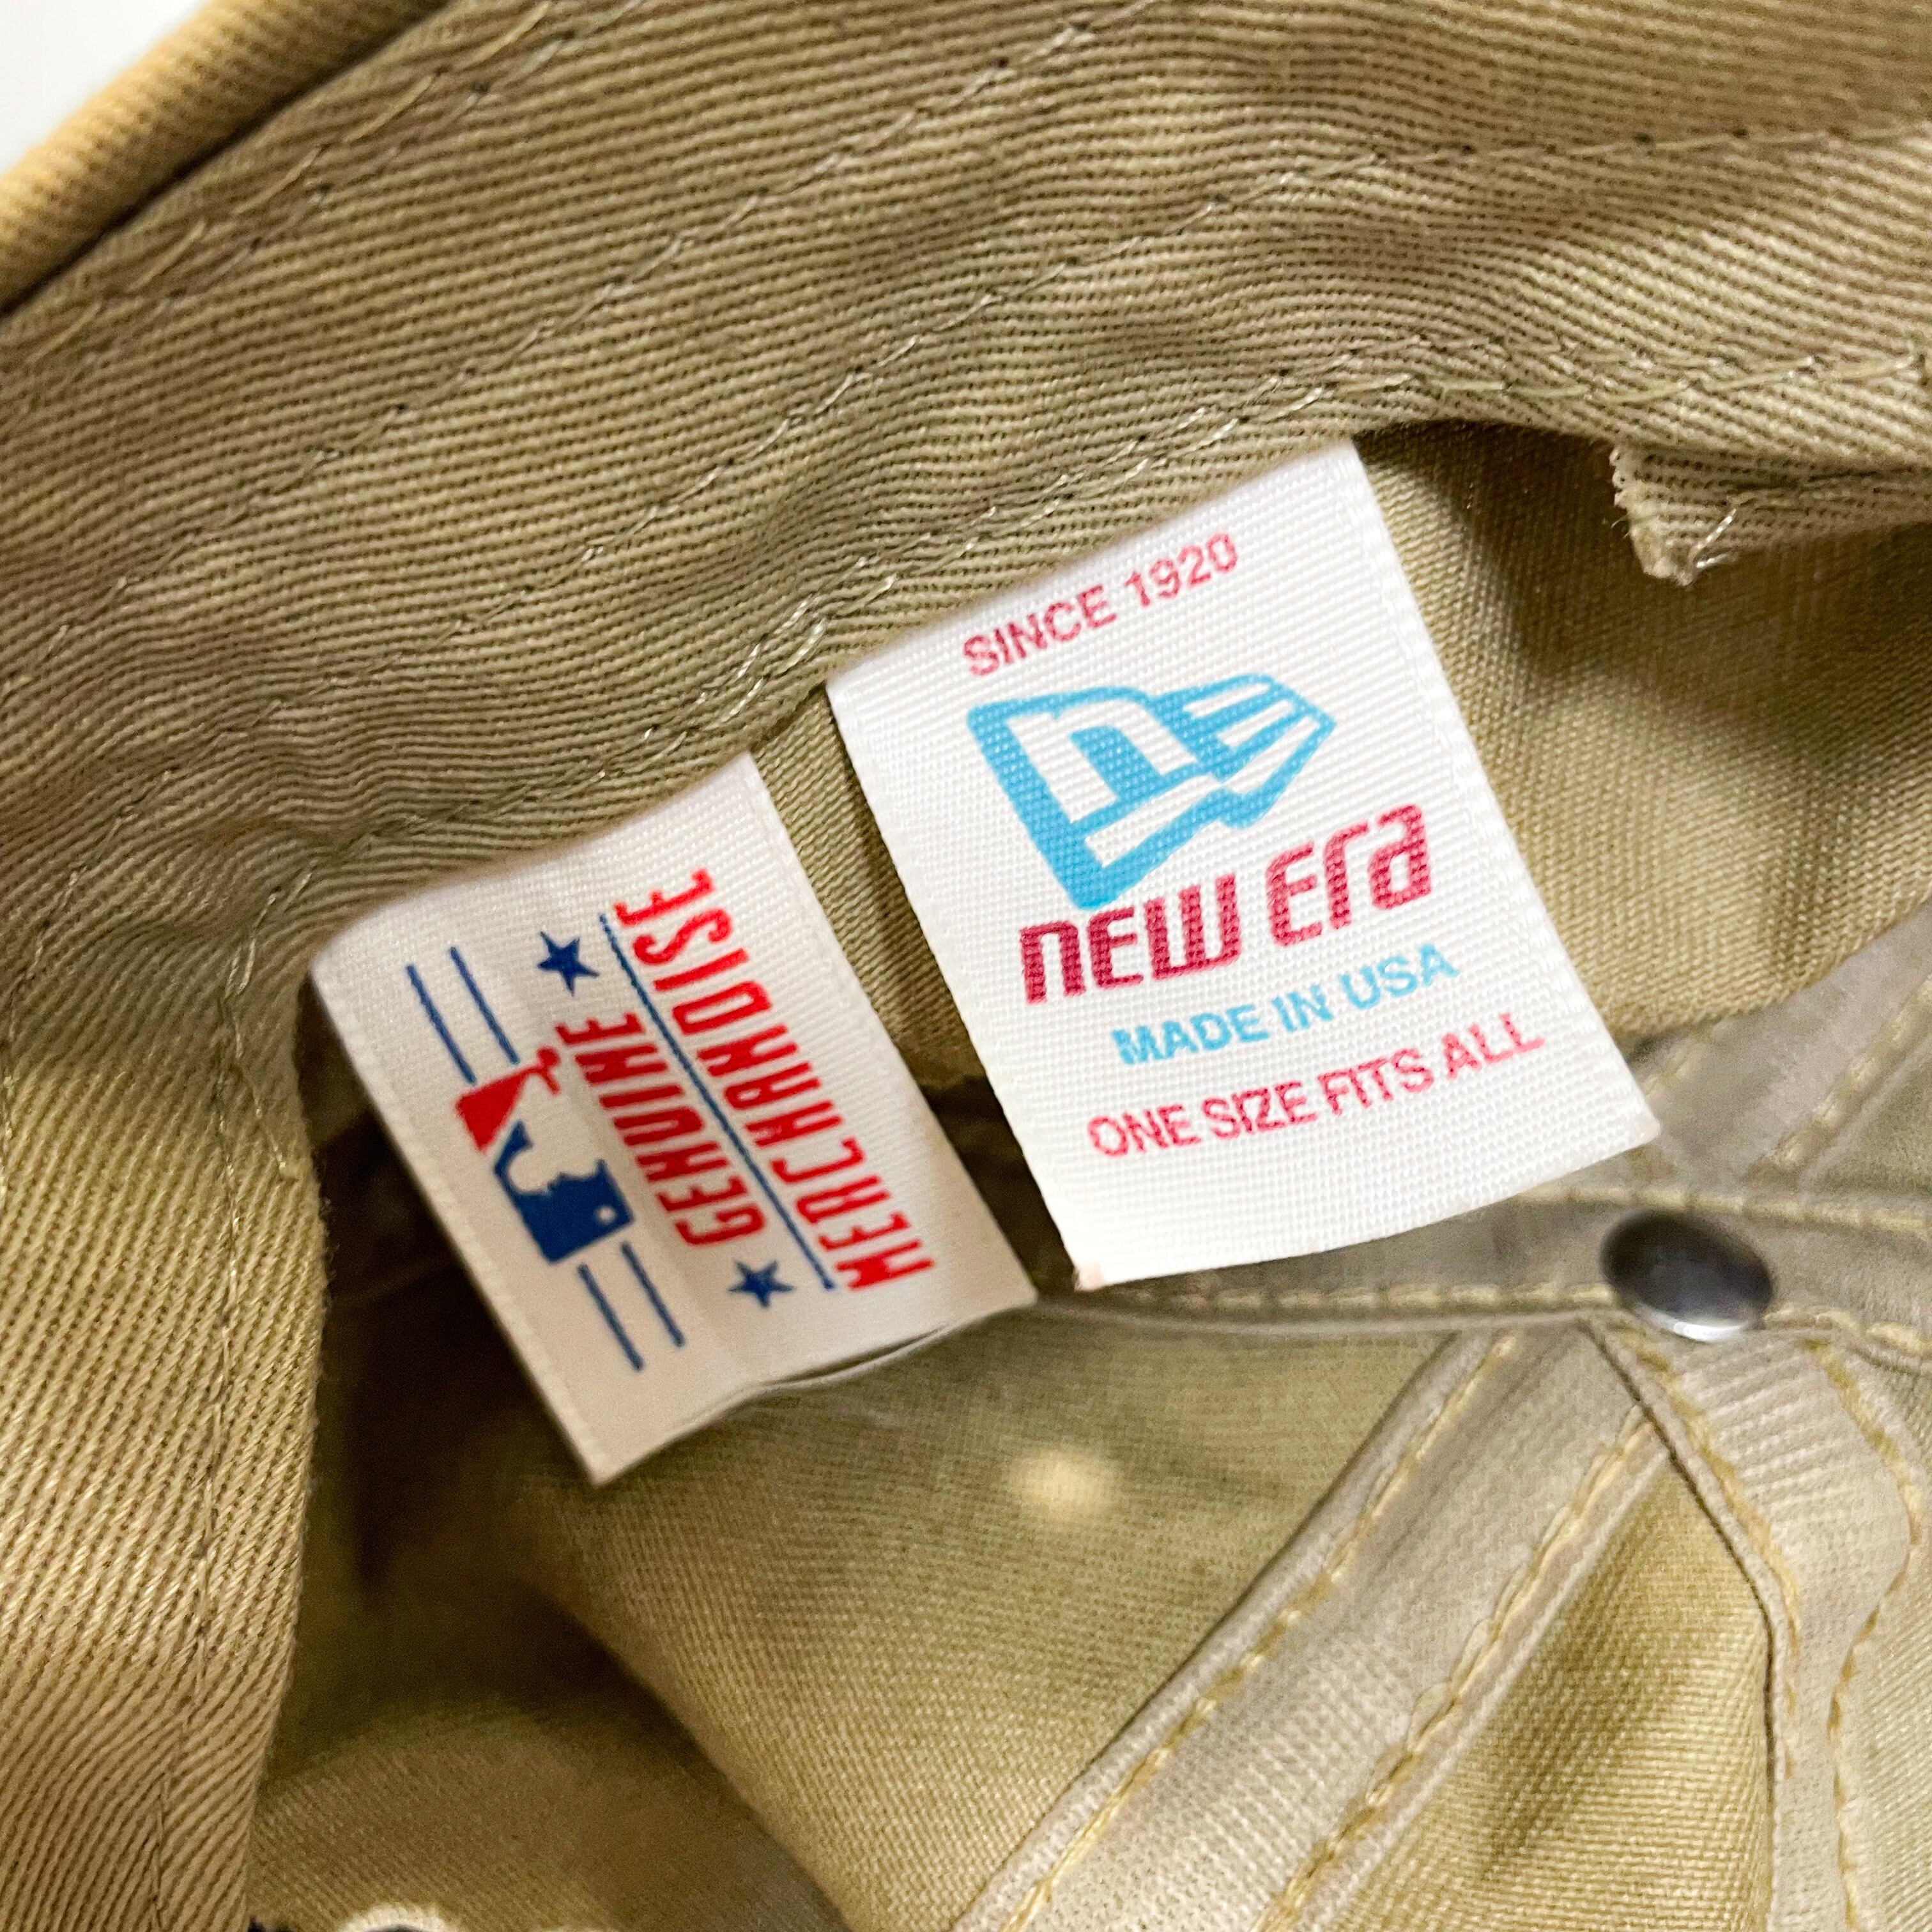 GENUINE
MERCHANDISE
SINCE 1920
new era
MADE IN USA
ONE SIZE FITS ALL